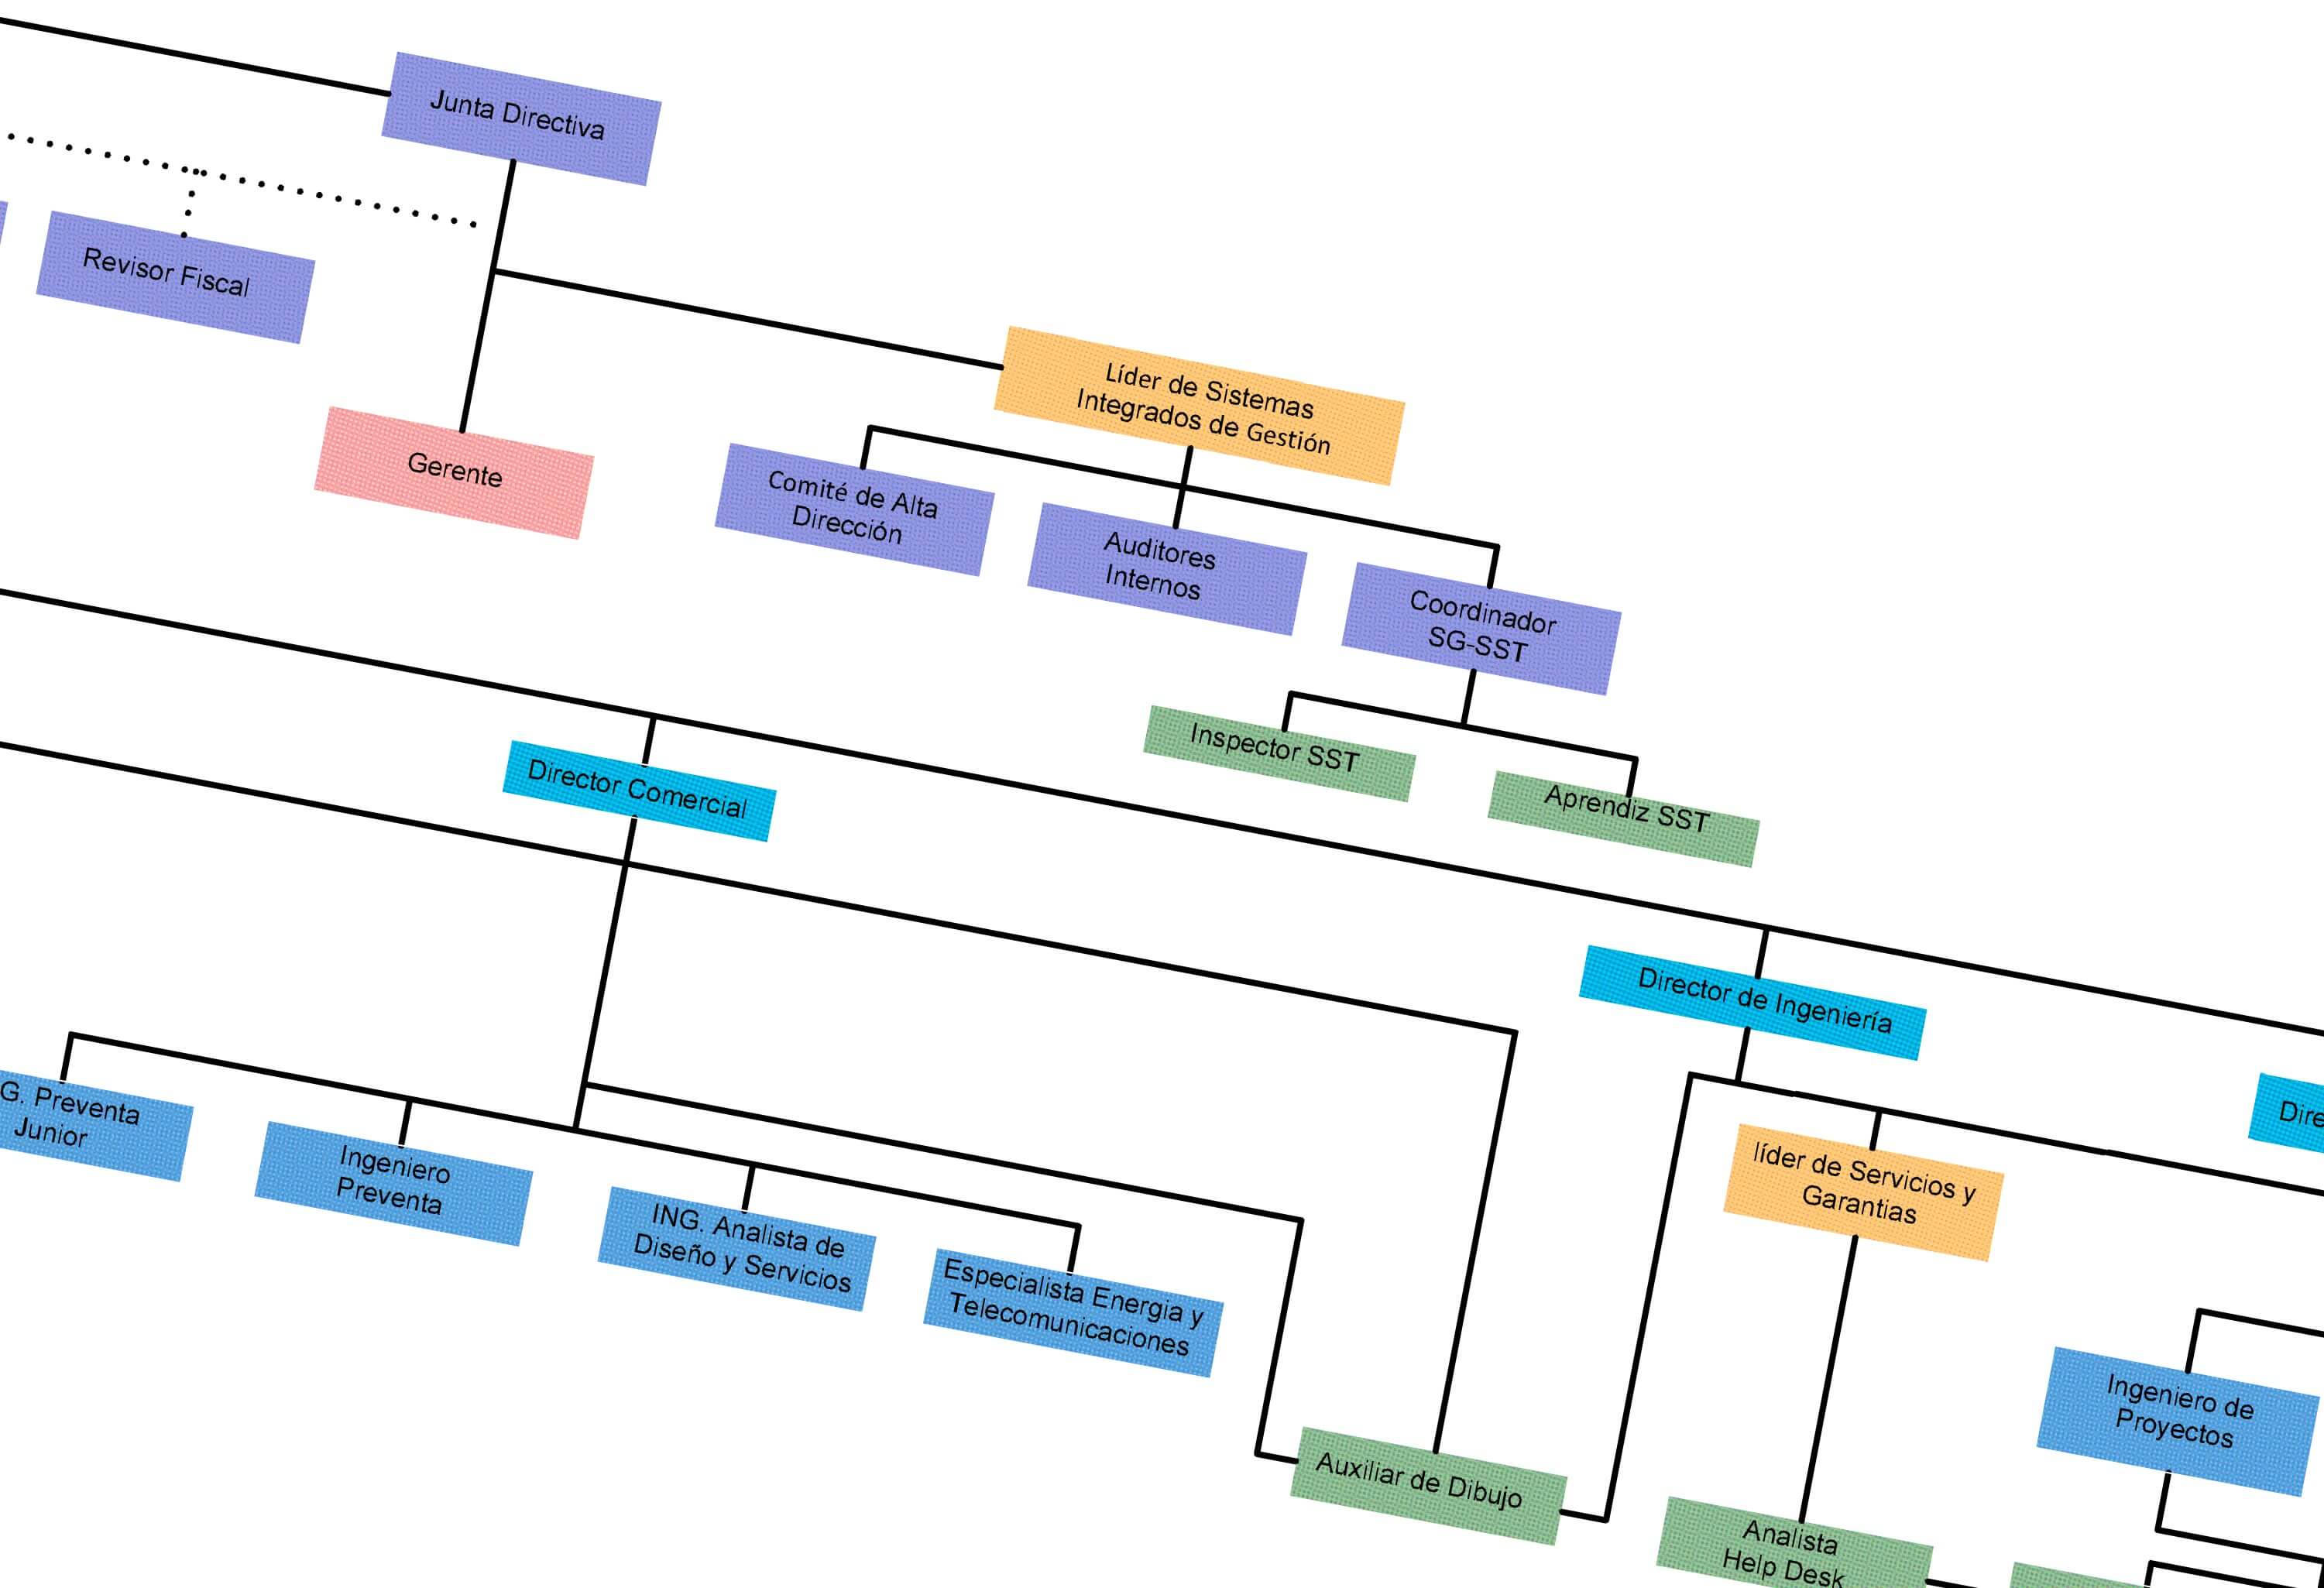 Junta Directiva
Revisor Fiscal
Líder de Sistemas
Integrados de Gestión
Gerente
Comité de Alta
Dirección
Auditores
Internos
Coordinador
SG-SST
Inspector SST
Aprendiz SST
Director Comercial
Director de Ingeniería
G. Preventa
Junior
Ingeniero
Preventa
ING. Analista de
Diseño y Servicios
Especialista Energia y
Telecomunicaciones
líder de Servicios y
Garantias
Ingeniero de
Proyectos
Auxiliar de Dibujo
Analista
Help Desk